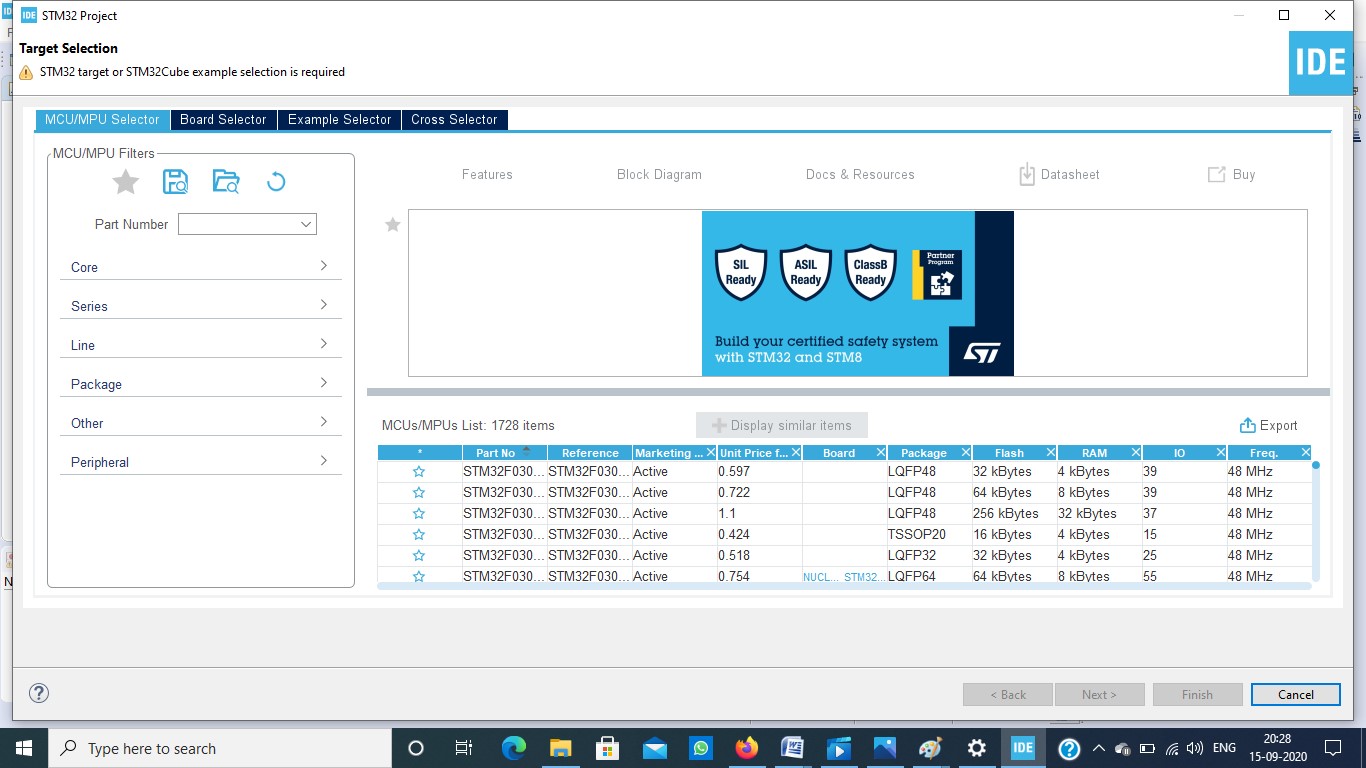 IDE STM32 Project
Target Selection
STM32 target or STM32Cube example selection is required
IDE
MCU/MPU Selector Board Selector Example Selector Cross Selector
MCU/MPU Filters
Part Number
Core
Series
Line
Package
Other
Peripheral
Features Block Diagram Docs & Resources Datasheet Buy
SIL Ready
ASIL Ready
ClassB Ready
Partner Program
Build your certified safety system
with STM32 and STM8
ST
MCUs/MPUs List: 1728 items
Display similar items
Export
* Part No Reference Marketing ... Unit Price f... Board Package Flash RAM IO Freq.
STM32F030... STM32F030... Active 0.597 LQFP48 32 kBytes 4 kBytes 39 48 MHz
STM32F030... STM32F030... Active 0.722 LQFP48 64 kBytes 8 kBytes 39 48 MHz
STM32F030... STM32F030... Active 1.1 LQFP48 256 kBytes 32 kBytes 37 48 MHz
STM32F030... STM32F030... Active 0.424 TSSOP20 16 kBytes 4 kBytes 15 48 MHz
STM32F030... STM32F030... Active 0.518 LQFP32 32 kBytes 4 kBytes 25 48 MHz
STM32F030... STM32F030... Active 0.754 NUCL... STM32... LQFP64 64 kBytes 8 kBytes 55 48 MHz
? < Back Next > Finish Cancel
Type here to search
IDE
ENG
20:28
15-09-2020